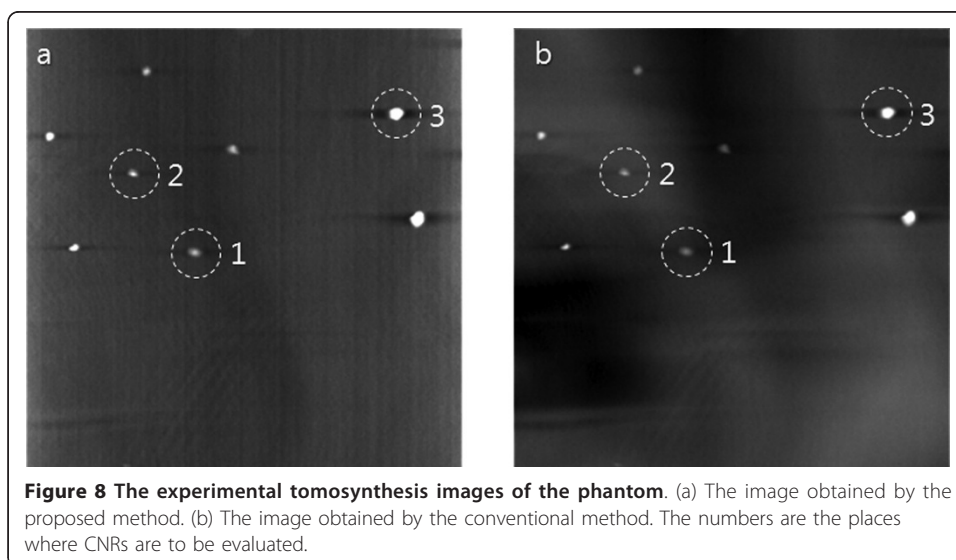 a
3
2
1
b
3
2
1
Figure 8 The experimental tomosynthesis images of the phantom. (a) The image obtained by the
proposed method. (b) The image obtained by the conventional method. The numbers are the places
where CNRs are to be evaluated.